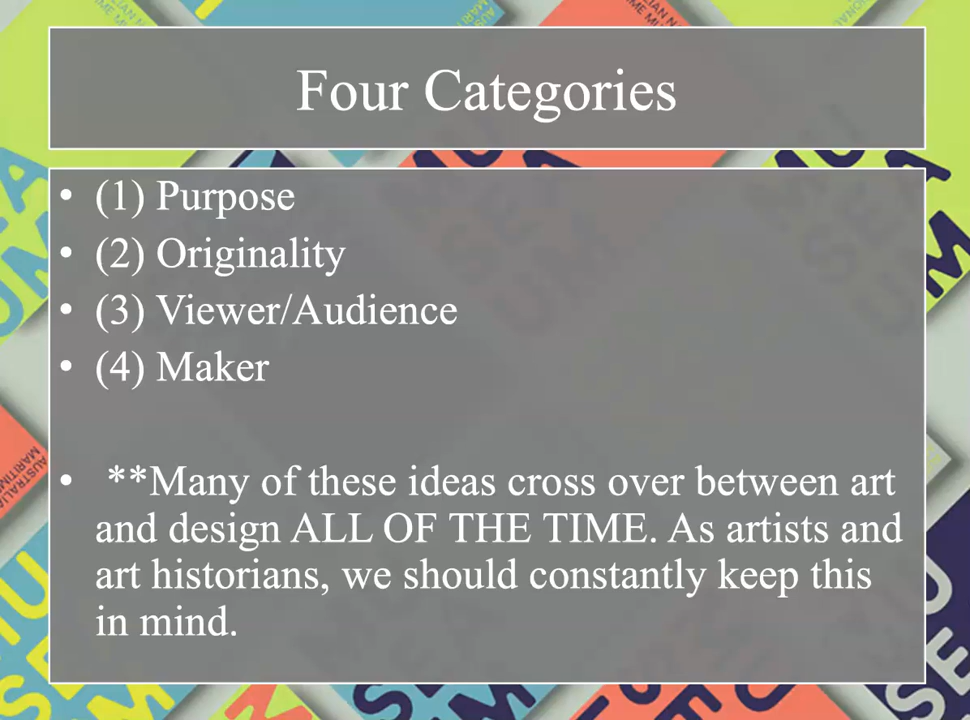 Four Categories
• (1) Purpose
• (2) Originality
• (3) Viewer/Audience
• (4) Maker
• **Many of these ideas cross over between art
and design ALL OF THE TIME. As artists and
art historians, we should constantly keep this
in mind.